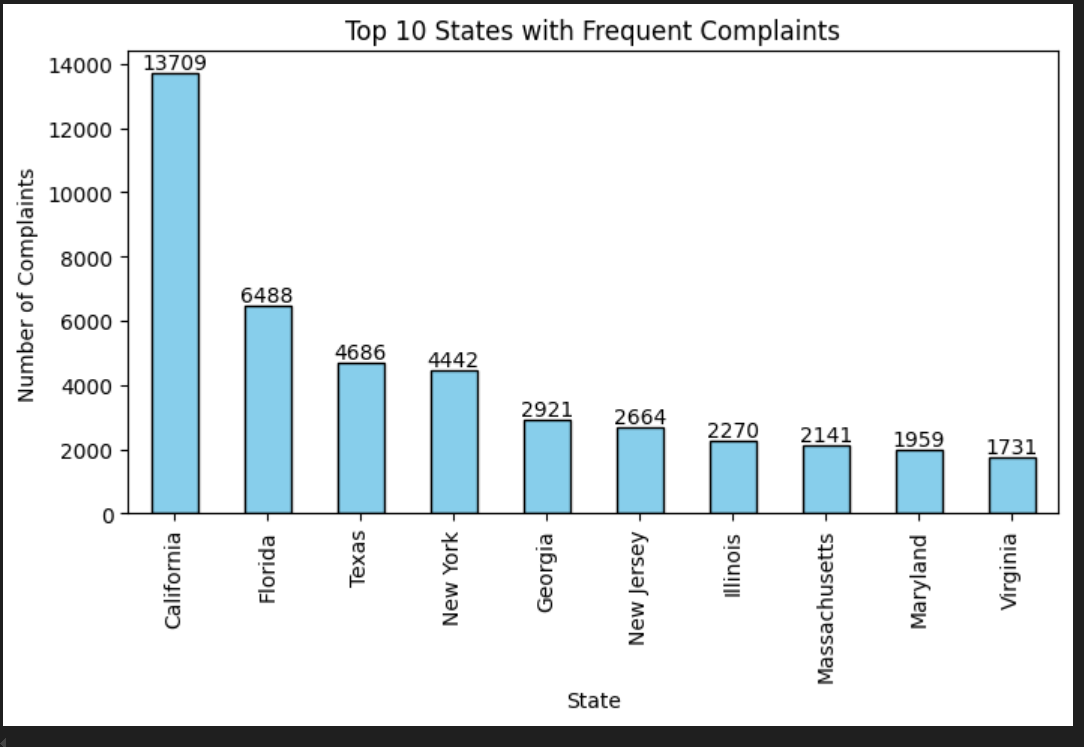 Top 10 States with Frequent Complaints
Number of Complaints
14000
12000
10000
8000
6000
4000
2000
0
13709
6488
4686
4442
2921
2664
2270
2141
1959
1731
California
Florida
Texas
New York
Georgia
New Jersey
Illinois
Massachusetts
Maryland
Virginia
State